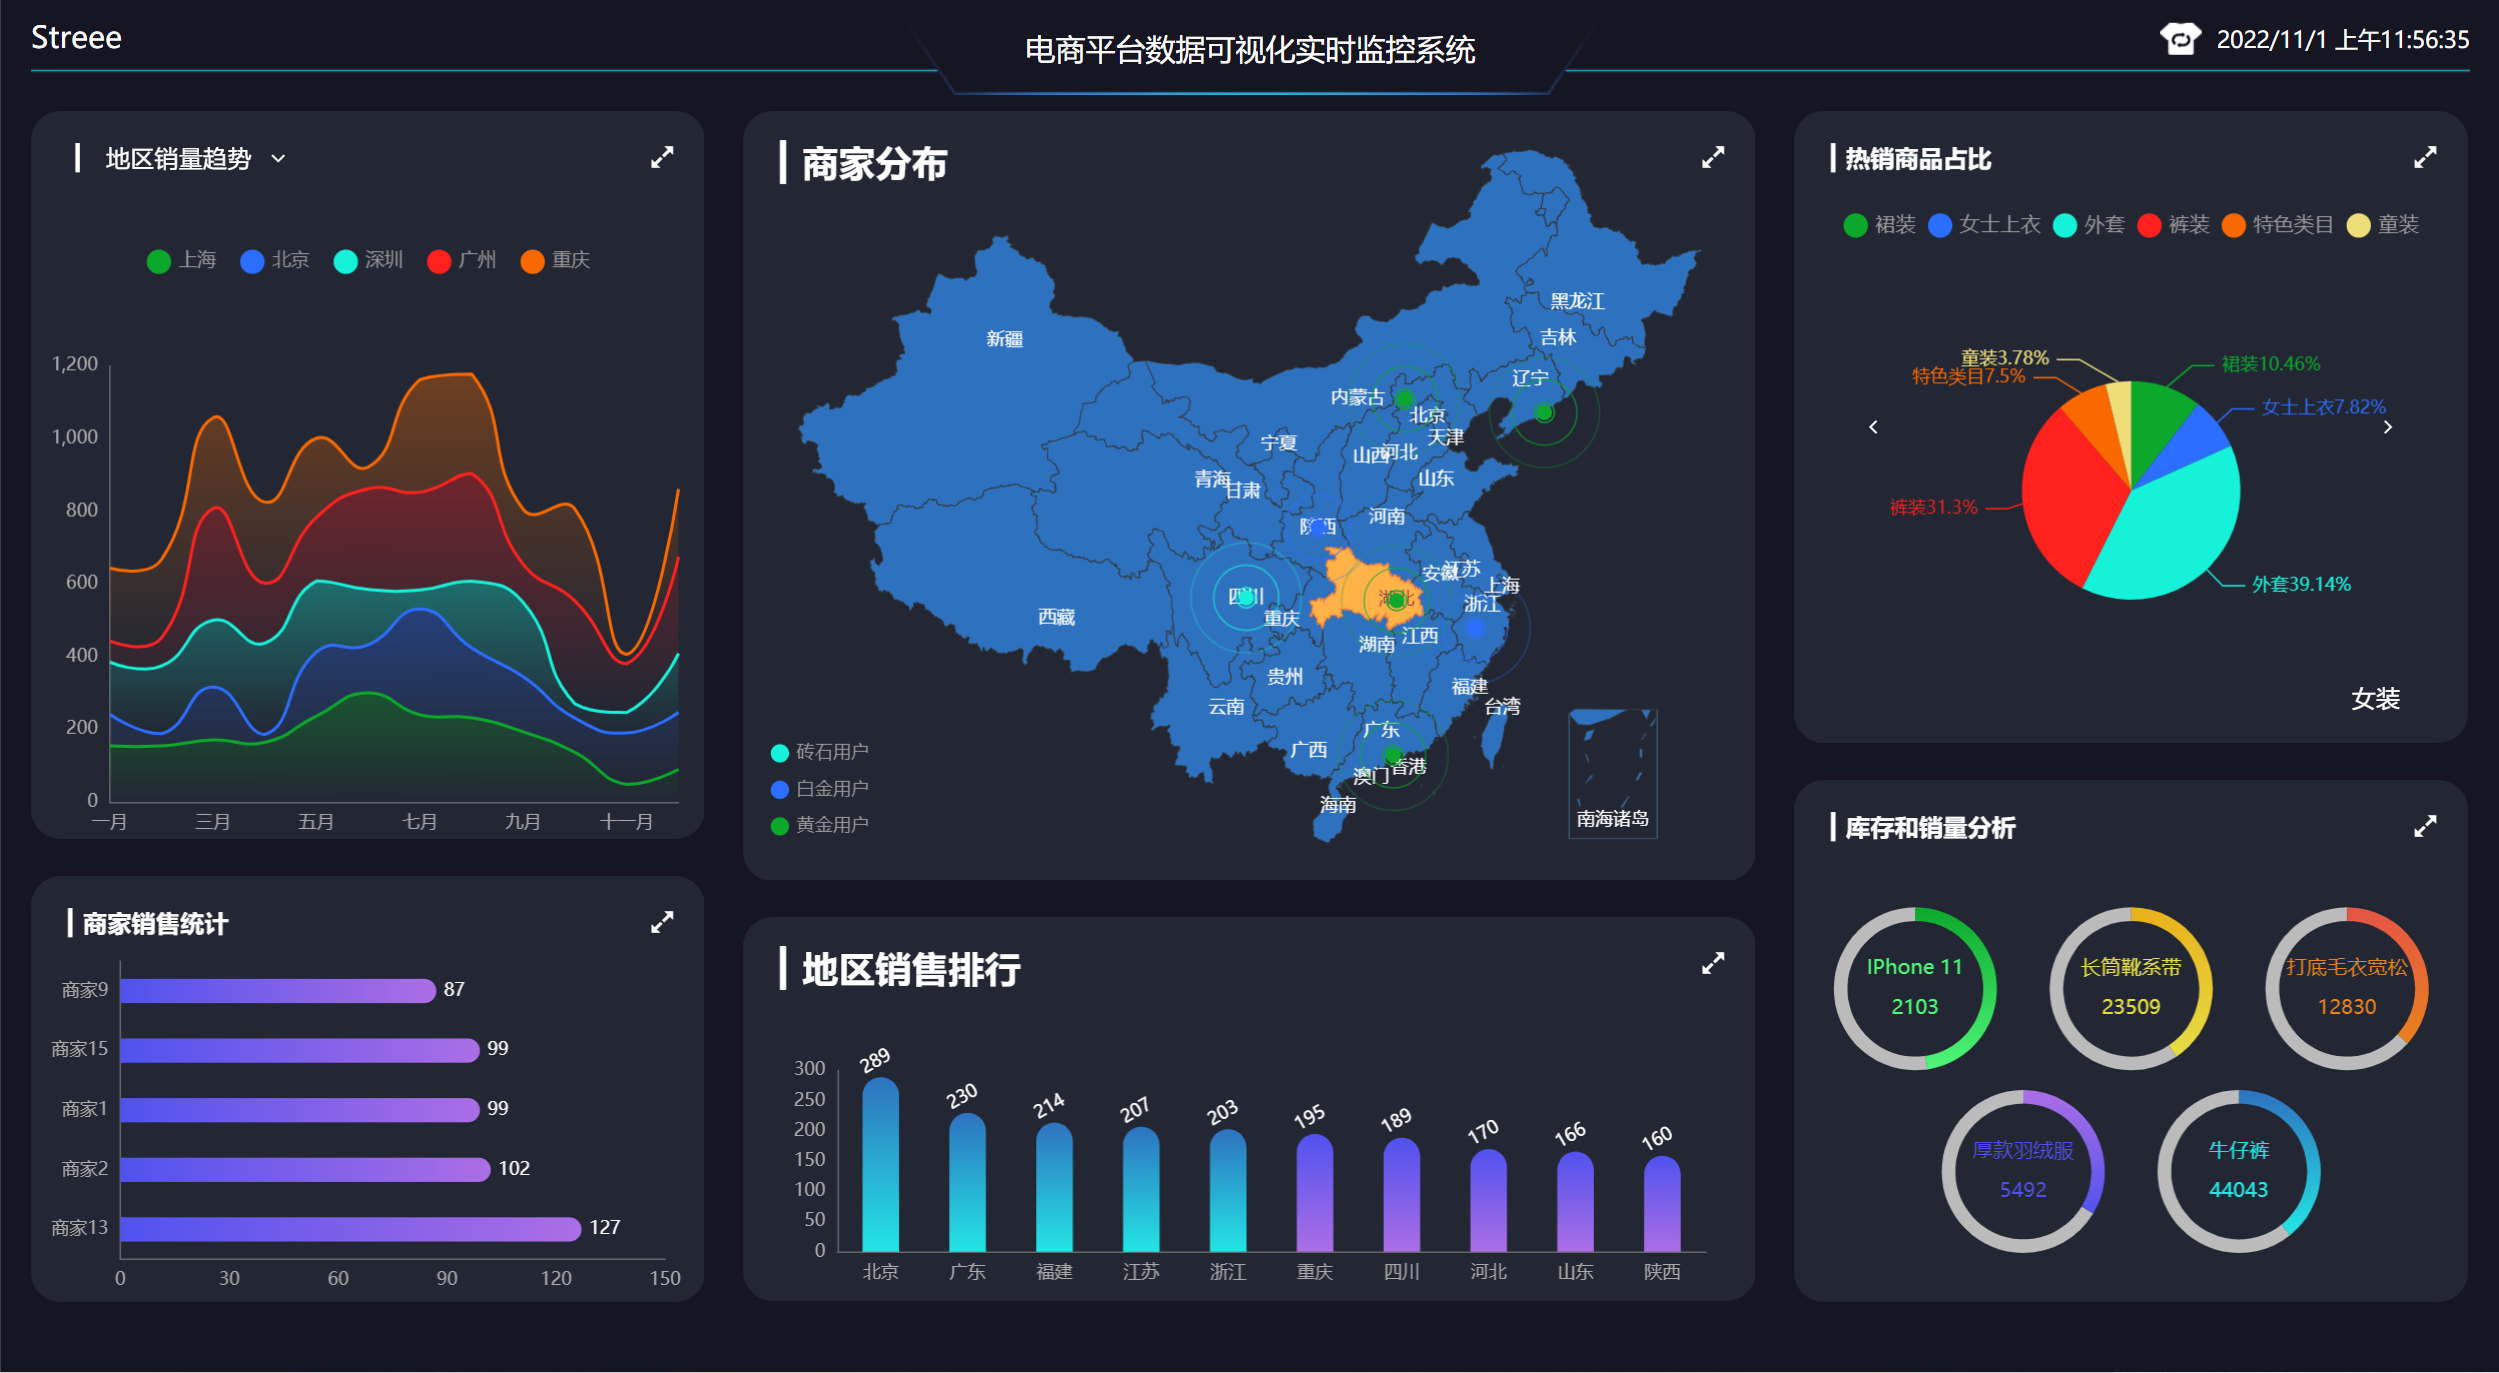 Streee
电商平台数据可视化实时监控系统
2022/11/1 上午11:56:35
地区销量趋势
上海 北京 深圳 广州 重庆
1,200
1,000
800
600
400
200
0
一月 三月 五月 七月 九月 十一月
商家销售统计
商家9 87
商家15 99
商家1 99
商家2 102
商家13 127
0 30 60 90 120 150
商家分布
黑龙江
新疆
吉林
辽宁
内蒙古
北京
天津
宁夏
山西
河北
青海
甘肃
山东
陕西
河南
安徽
江苏
上海
四川
湖北
浙江
西藏
重庆
湖南
江西
贵州
福建
云南
台湾
广东
广西
香港
澳门
海南
南海诸岛
砖石用户
白金用户
黄金用户
地区销售排行
300
250
200
150
100
50
0
289 230 214 207 203 195 189 170 166 160
北京 广东 福建 江苏 浙江 重庆 四川 河北 山东 陕西
热销商品占比
裙装 女士上衣 外套 裤装 特色类目 童装
童装3.78%
裙装10.46%
特色类目7.5%
女士上衣7.82%
裤装31.3%
外套39.14%
女装
库存和销量分析
IPhone 11
2103
长筒靴系带
23509
打底毛衣宽松
12830
厚款羽绒服
5492
牛仔裤
44043